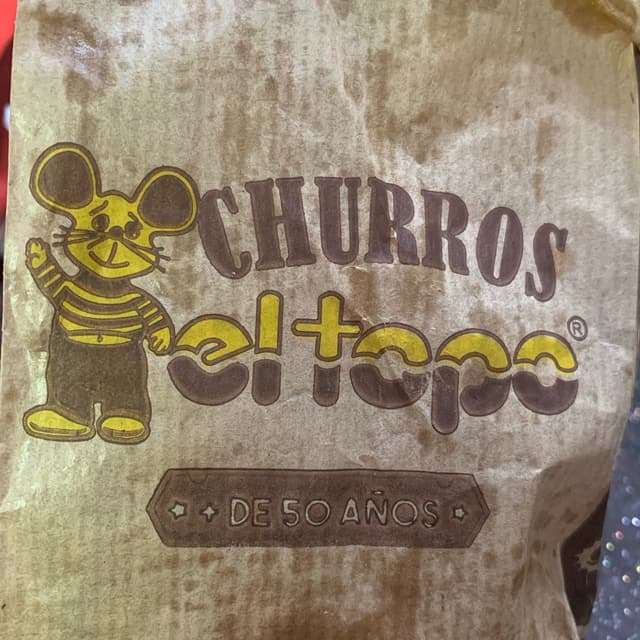 CHURROS
el topo®
+ DE 50 AÑOS